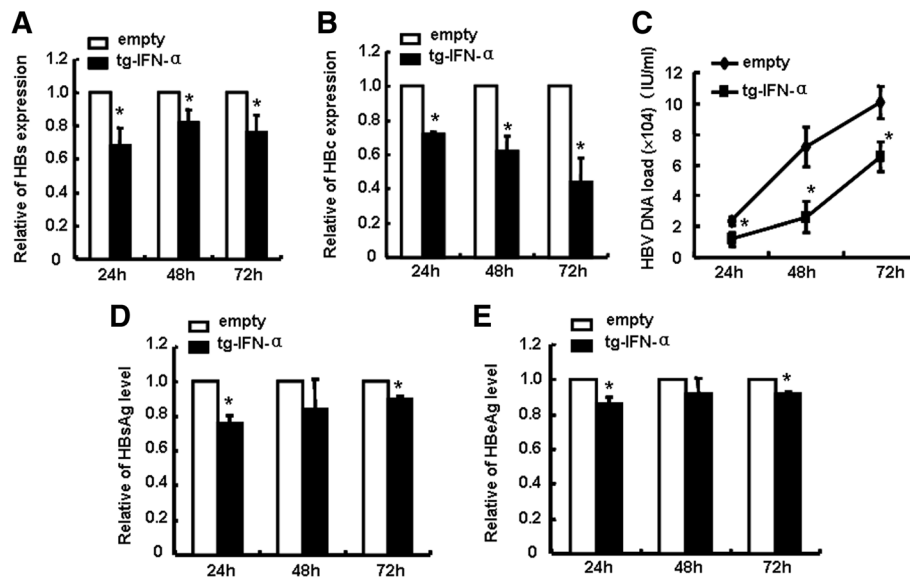 A
empty
tg-IFN-α
Relative of HBs expression
1.2
1.0
0.8
0.6
0.4
0.2
0
*
*
*
24h 48h 72h
B
empty
tg-IFN-α
Relative of HBc expression
1.2
1.0
0.8
0.6
0.4
0.2
0
*
*
*
24h 48h 72h
C
empty
tg-IFN-α
HBV DNA load (×104) (IU/ml)
12
10
8
6
4
2
0
*
*
*
24h 48h 72h
D
empty
tg-IFN-α
Relative of HBsAg level
1.2
1.0
0.8
0.6
0.4
0.2
*
*
24h 48h 72h
E
empty
tg-IFN-α
Relative of HBeAg level
1.2
1.0
0.8
0.6
0.4
0.2
*
*
24h 48h 72h